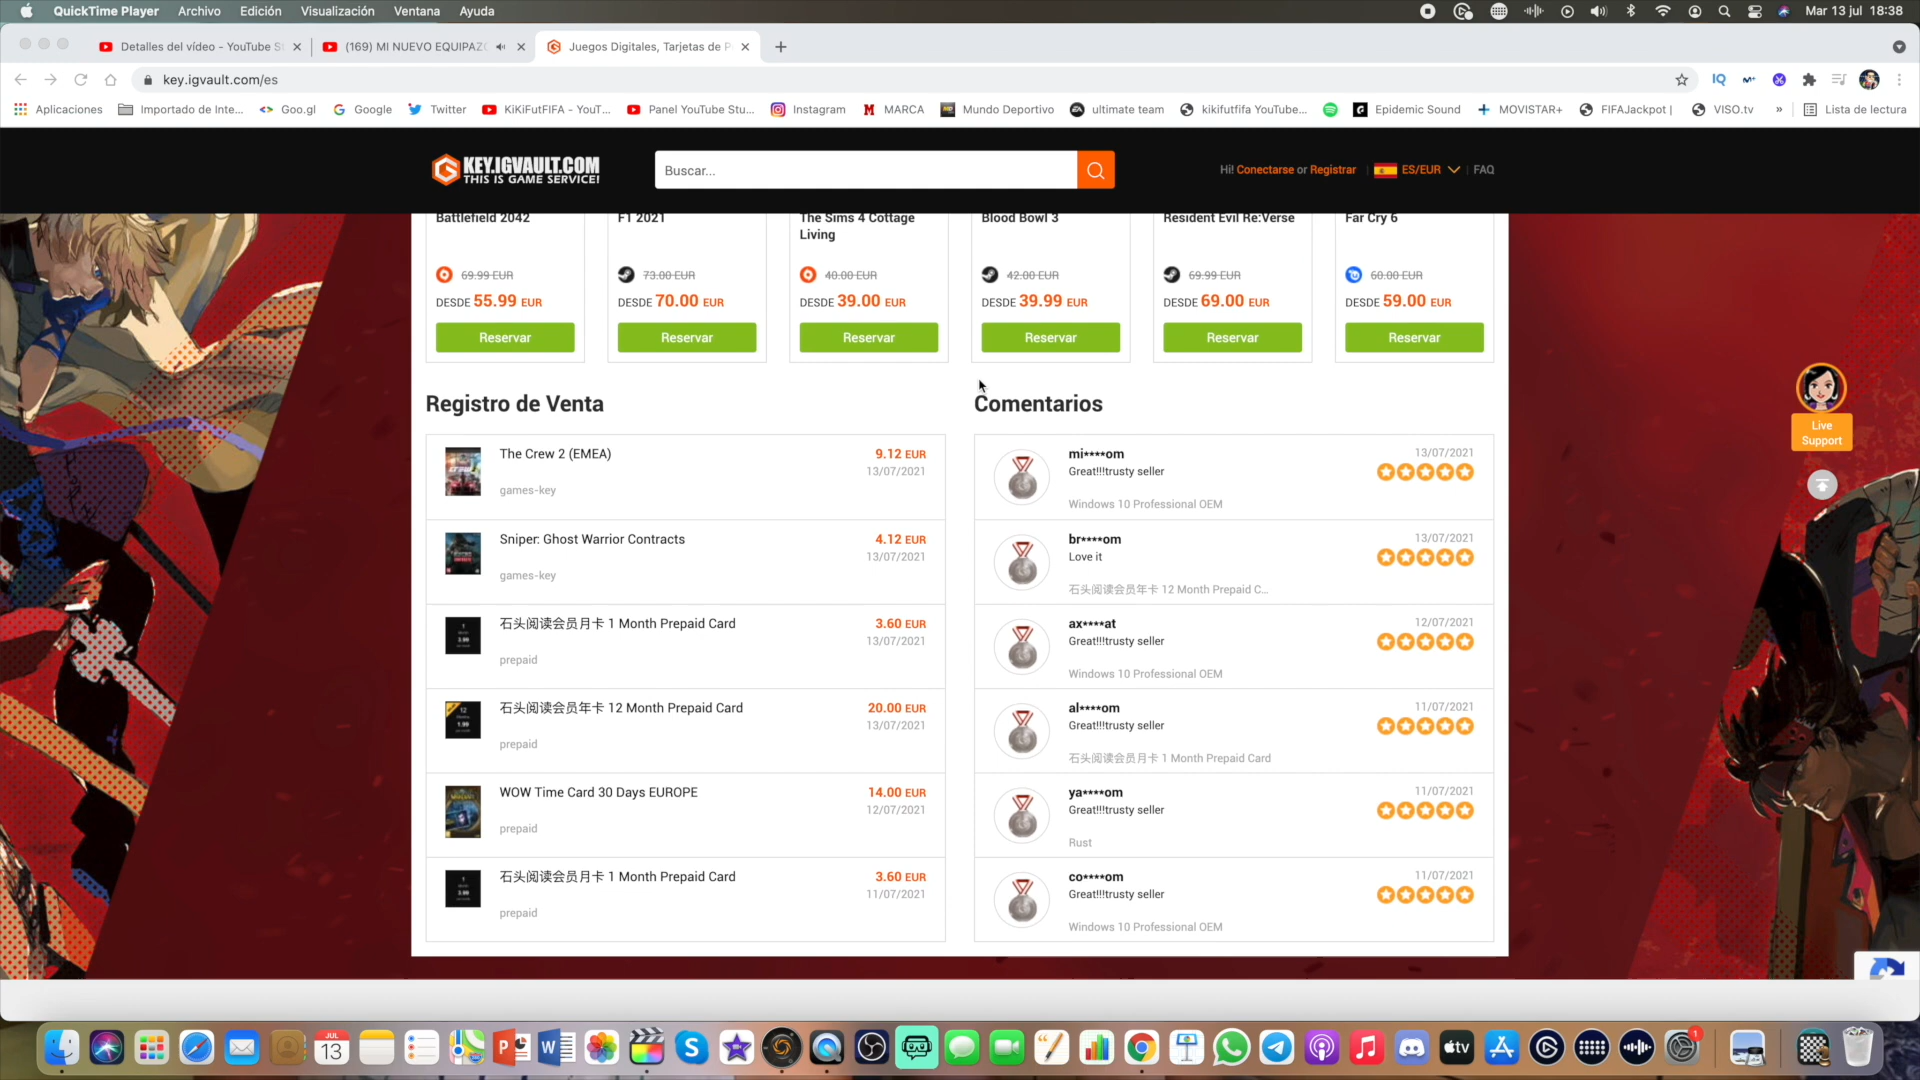 QuickTime Player Archivo Edición Visualización Ventana Ayuda Mar 13 jul 18:38
Detalles del vídeo - YouTube S (169) MI NUEVO EQUIPAZO Juegos Digitales, Tarjetas de P
key.igvault.com/es
Aplicaciones Importado de Inte... Goo.gl Google Twitter KiKiFutFIFA - YouT... Panel YouTube Stu... Instagram MARCA Mundo Deportivo ultimate team kikifutfifa YouTube... Epidemic Sound MOVISTAR+ FIFAJackpot | VISO.tv » Lista de lectura
KEY.IGVAULT.COM
THIS IS GAME SERVICE!
Buscar...
Hi! Conectarse or Registrar | ES/EUR | FAQ
Battlefield 2042 F1 2021 The Sims 4 Cottage Living Blood Bowl 3 Resident Evil Re:Verse Far Cry 6
69.99 EUR 73.00 EUR 40.00 EUR 42.00 EUR 69.99 EUR 60.00 EUR
DESDE 55.99 EUR DESDE 70.00 EUR DESDE 39.00 EUR DESDE 39.99 EUR DESDE 69.00 EUR DESDE 59.00 EUR
Reservar Reservar Reservar Reservar Reservar Reservar
Registro de Venta
The Crew 2 (EMEA) 9.12 EUR
13/07/2021
games-key
Sniper: Ghost Warrior Contracts 4.12 EUR
13/07/2021
games-key
石头阅读会员月卡 1 Month Prepaid Card 3.60 EUR
13/07/2021
prepaid
石头阅读会员年卡 12 Month Prepaid Card 20.00 EUR
13/07/2021
prepaid
WOW Time Card 30 Days EUROPE 14.00 EUR
12/07/2021
prepaid
石头阅读会员月卡 1 Month Prepaid Card 3.60 EUR
11/07/2021
prepaid
Comentarios
mi****om 13/07/2021
Great!!!trusty seller
Windows 10 Professional OEM
br****om 13/07/2021
Love it
石头阅读会员年卡 12 Month Prepaid C...
ax****at 12/07/2021
Great!!!trusty seller
Windows 10 Professional OEM
al****om 11/07/2021
Great!!!trusty seller
石头阅读会员月卡 1 Month Prepaid Card
ya****om 11/07/2021
Great!!!trusty seller
Rust
co****om 11/07/2021
Great!!!trusty seller
Windows 10 Professional OEM
Live
Support
JUL
13
tv
1